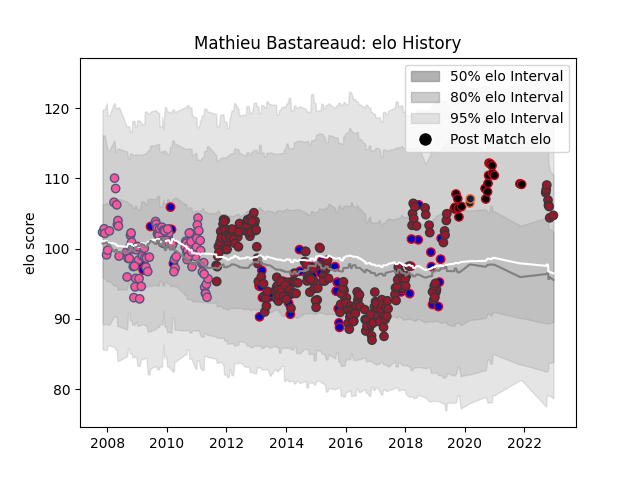 Mathieu Bastareaud: elo History
50% elo Interval
80% elo Interval
95% elo Interval
Post Match elo
elo score
120
110
100
90
80
2008 2010 2012 2014 2016 2018 2020 2022